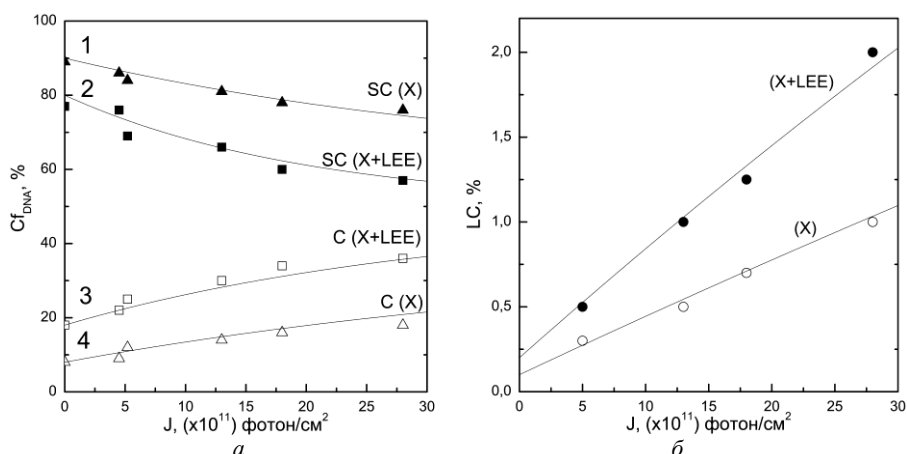 100
80
60
40
20
0
Cf_DNA, %
1
2
3
4
SC (X)
SC (X+LEE)
C (X+LEE)
C (X)
0 5 10 15 20 25 30
J, (x10^11) фотон/см^2
а
2,0
1,5
1,0
0,5
0,0
LC, %
(X+LEE)
(X)
0 5 10 15 20 25 30
J, (x10^11) фотон/см^2
б